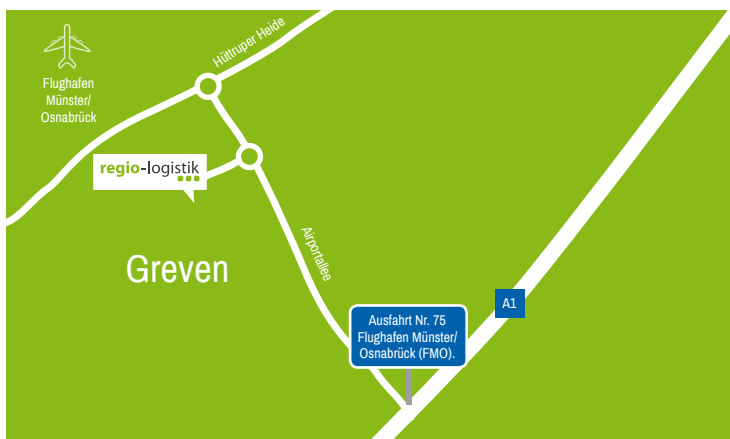 Hüttruper Heide
Flughafen
Münster/
Osnabrück
regio-logistik
Greven
Airportallee
A1
Ausfahrt Nr. 75
Flughafen Münster/
Osnabrück (FMO).